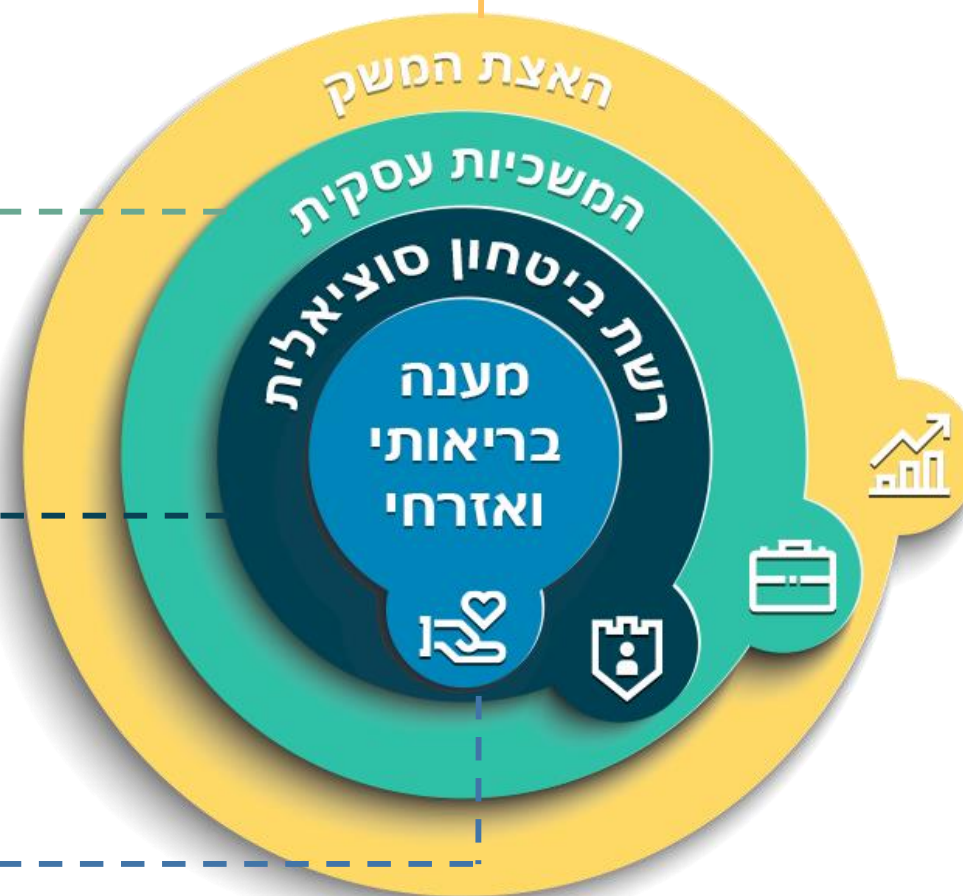 האצת המשק
המשכיות עסקית
רשת ביטחון סוציאלית
מענה
בריאותי
ואזרחי